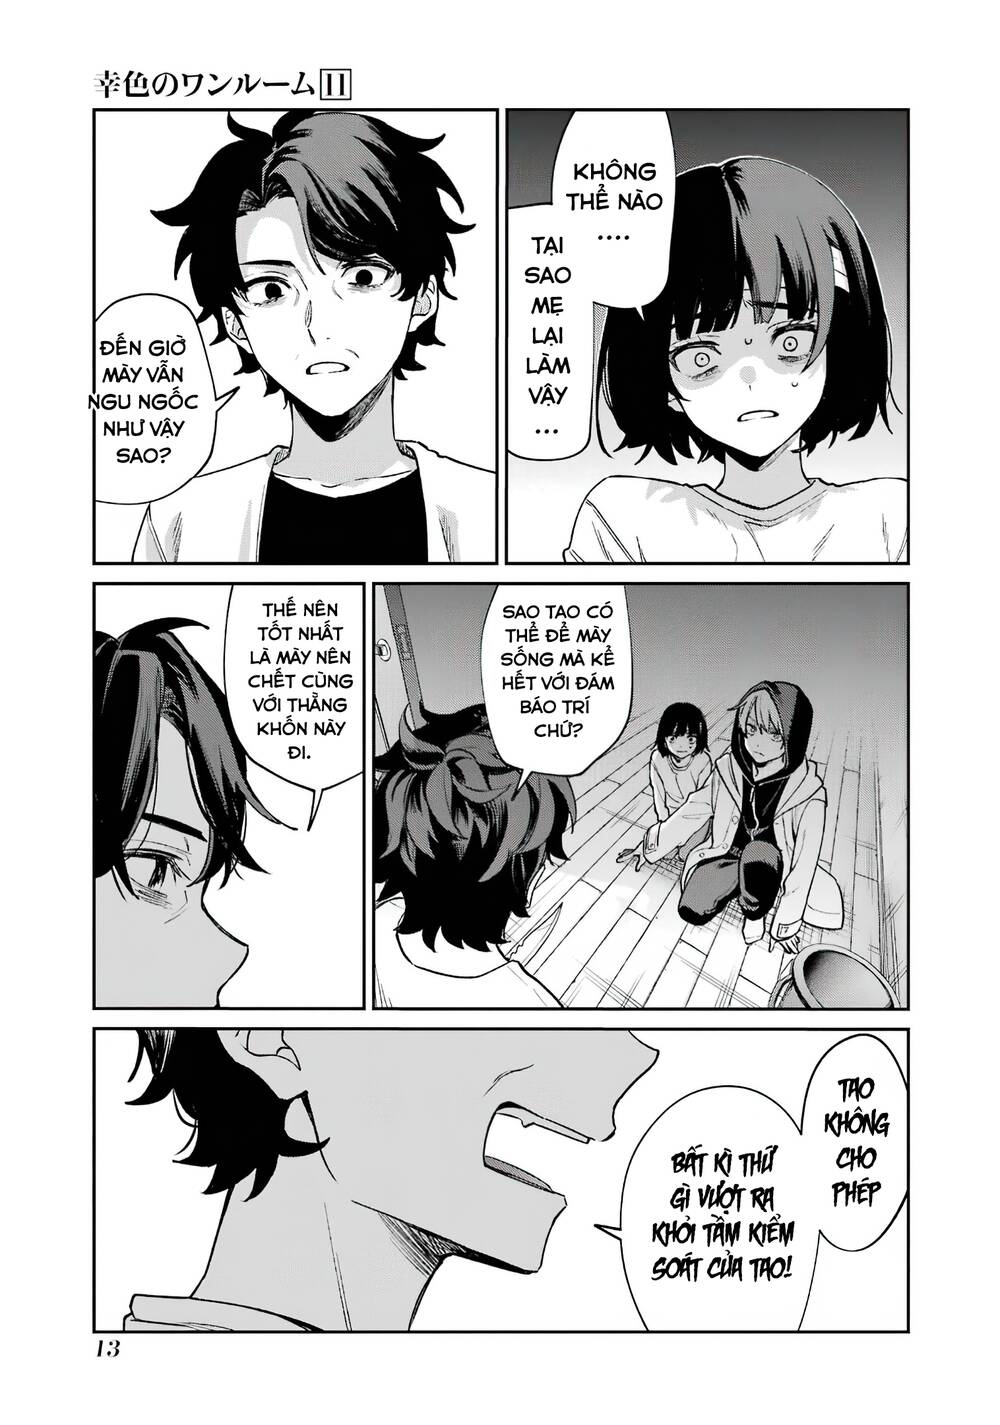 幸色のワンルーム11
KHÔNG
THỂ NÀO
....
TẠI
SAO
MẸ
LẠI
LÀM
VẬY
...
ĐẾN GIỜ
MÀY VẪN
NGU NGỐC
NHƯ VẬY
SAO?
SAO TAO CÓ
THỂ ĐỂ MÀY
SỐNG MÀ KỂ
HẾT VỚI ĐÁM
BÁO TRÍ
CHỨ?
THẾ NÊN
TỐT NHẤT
LÀ MÀY NÊN
CHẾT CÙNG
VỚI THẰNG
KHỐN NÀY
ĐI.
TAO
KHÔNG
CHO
PHÉP
BẤT KÌ THỨ
GÌ VƯỢT RA
KHỎI TẦM KIỂM
SOÁT CỦA TAO!
13